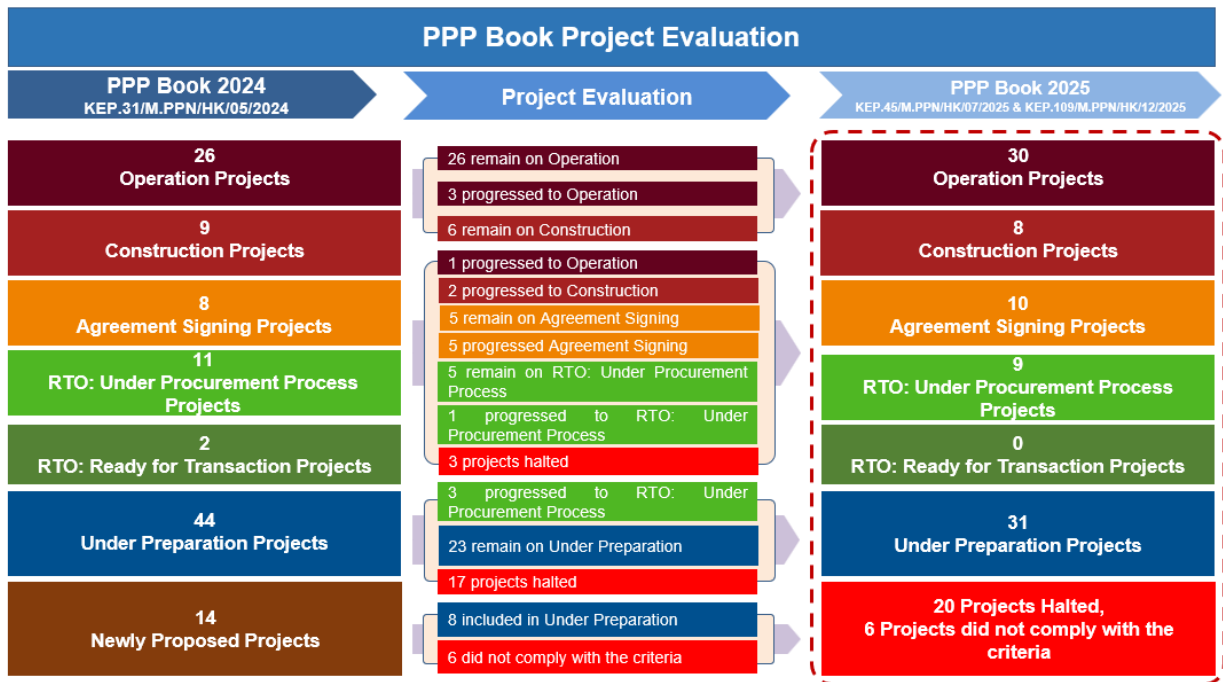 PPP Book Project Evaluation
PPP Book 2024
KEP.31/M.PPN/HK/05/2024
Project Evaluation
PPP Book 2025
KEP.45/M.PPN/HK/07/2025 & KEP.109/M.PPN/HK/12/2025
26
Operation Projects
9
Construction Projects
8
Agreement Signing Projects
11
RTO: Under Procurement Process
Projects
2
RTO: Ready for Transaction Projects
44
Under Preparation Projects
14
Newly Proposed Projects
26 remain on Operation
3 progressed to Operation
6 remain on Construction
1 progressed to Operation
2 progressed to Construction
5 remain on Agreement Signing
5 progressed Agreement Signing
5 remain on RTO: Under Procurement
Process
1 progressed to RTO: Under
Procurement Process
3 projects halted
3 progressed to RTO: Under
Procurement Process
23 remain on Under Preparation
17 projects halted
8 included in Under Preparation
6 did not comply with the criteria
30
Operation Projects
8
Construction Projects
10
Agreement Signing Projects
9
RTO: Under Procurement Process
Projects
0
RTO: Ready for Transaction Projects
31
Under Preparation Projects
20 Projects Halted,
6 Projects did not comply with the
criteria